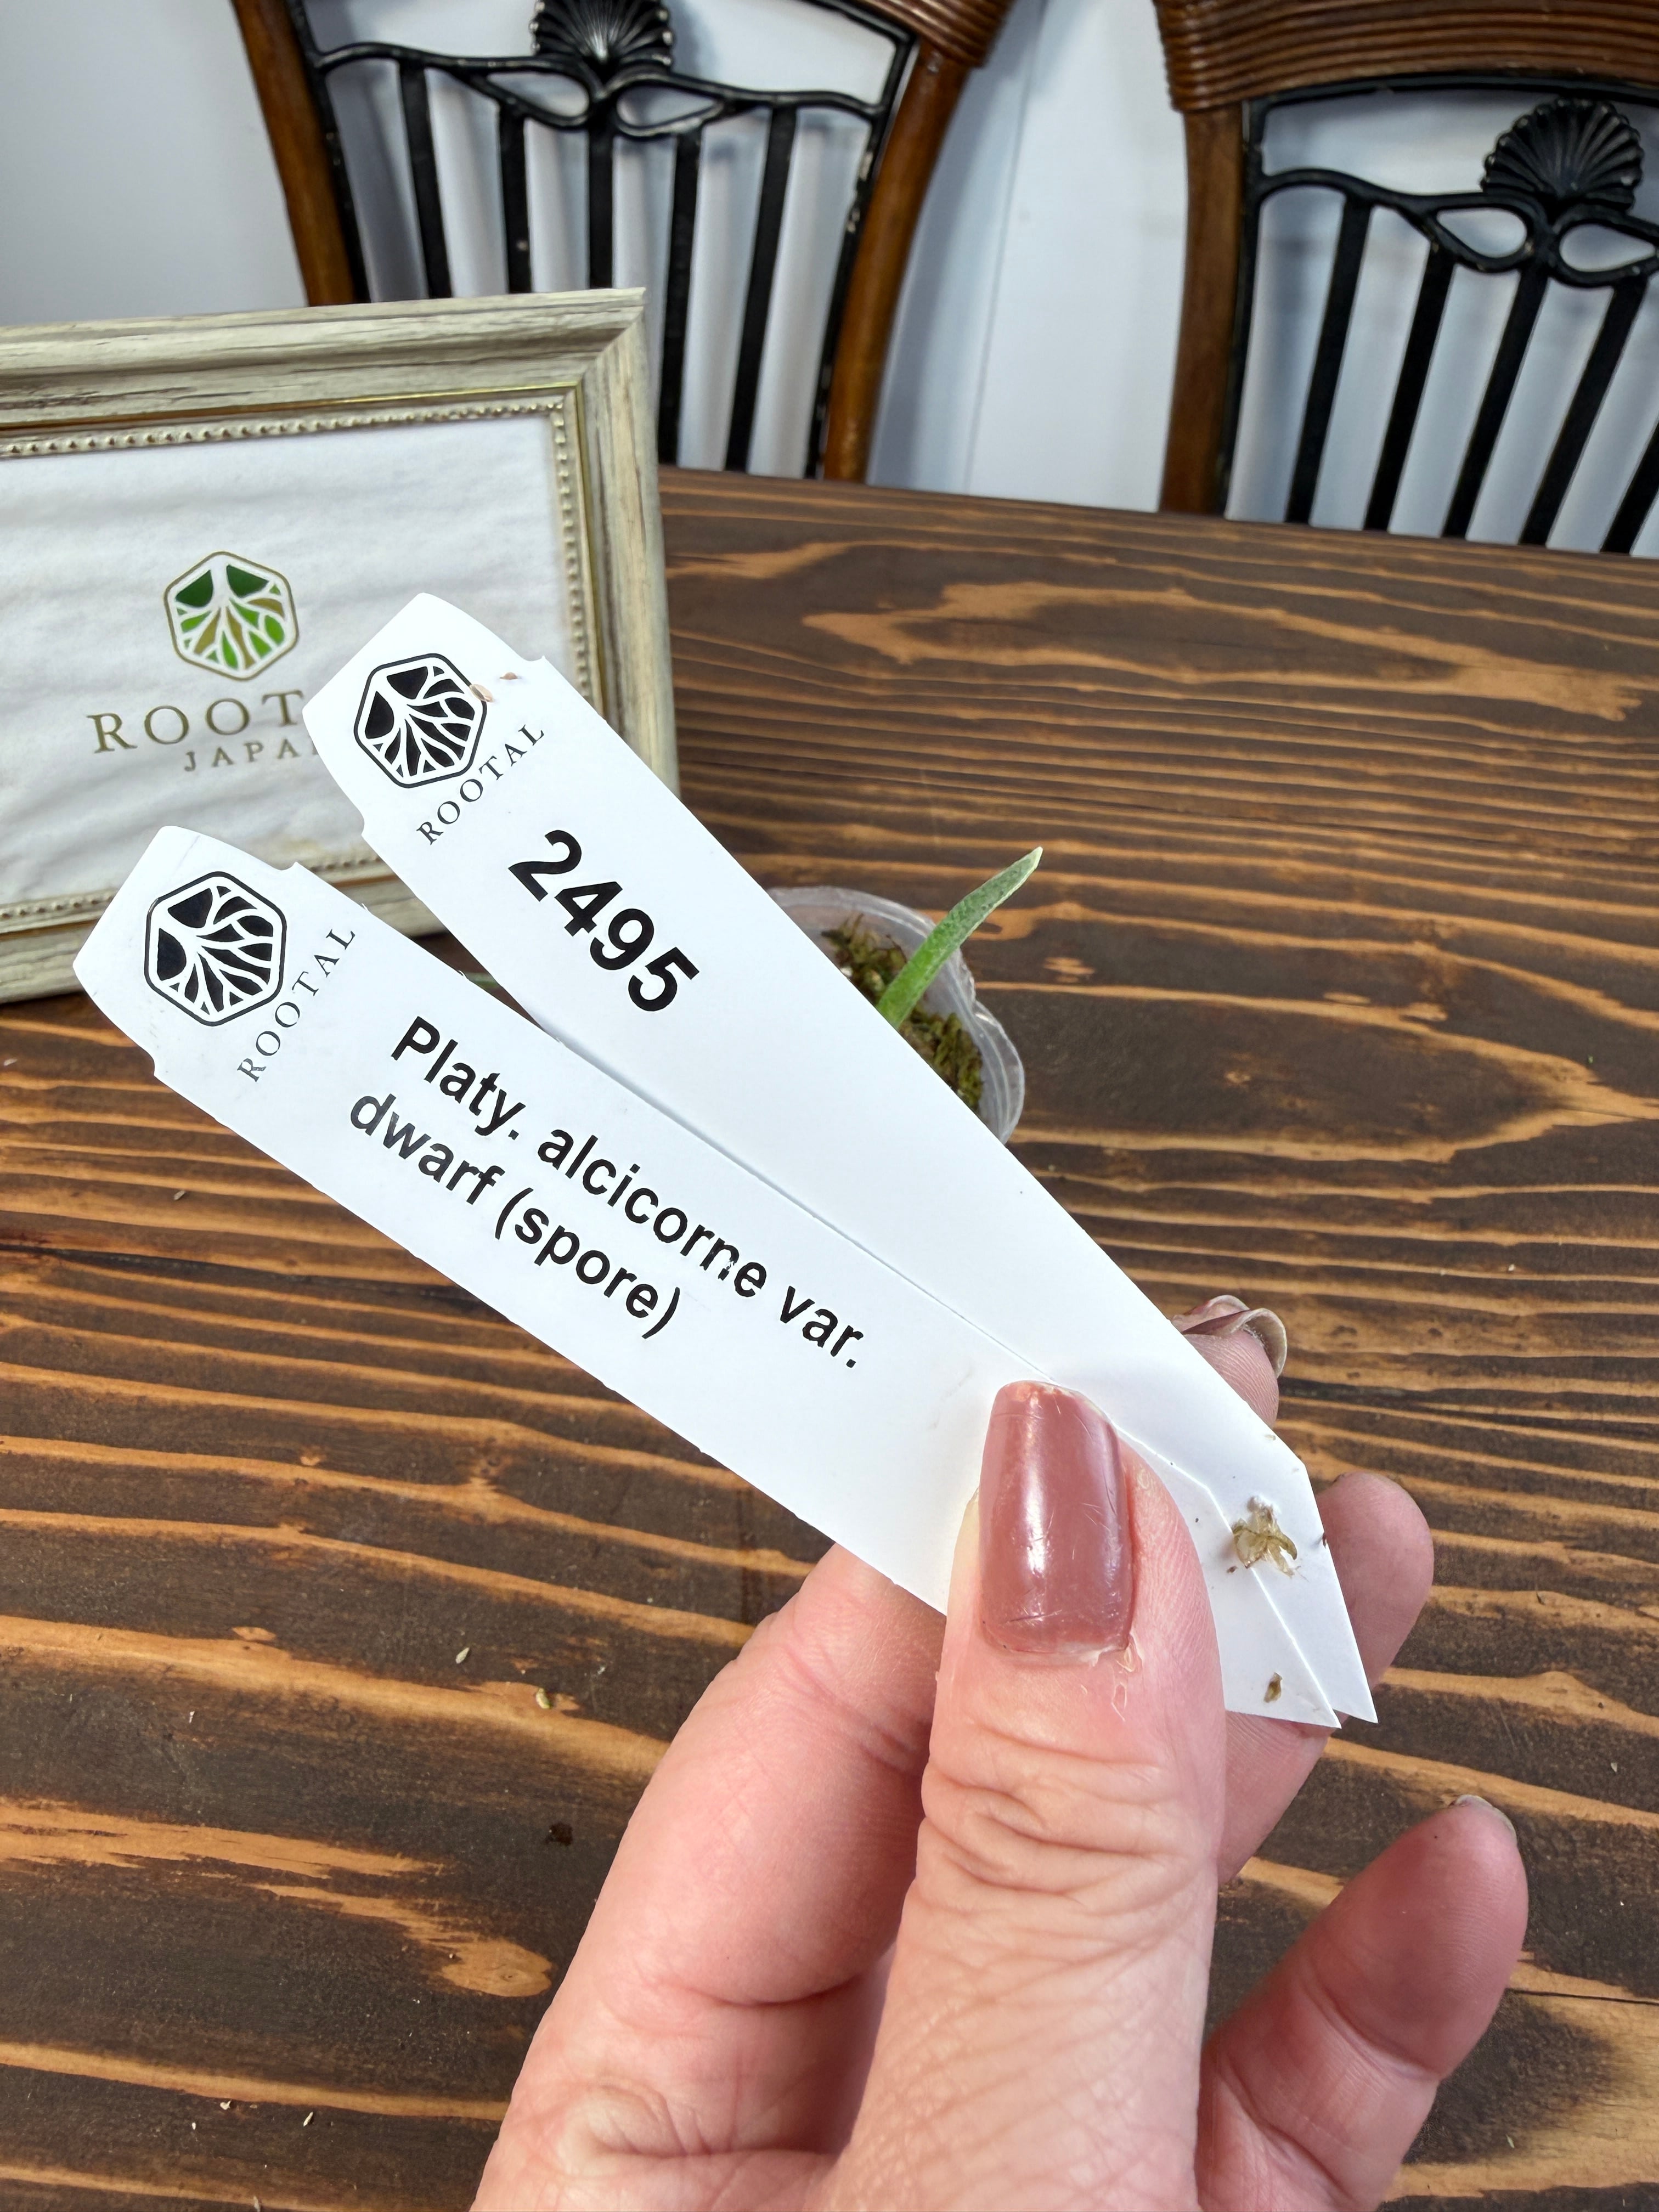 ROOT
JAPA
ROOTAL
2495
ROOTAL
Platy. alcicorne var.
dwarf (spore)